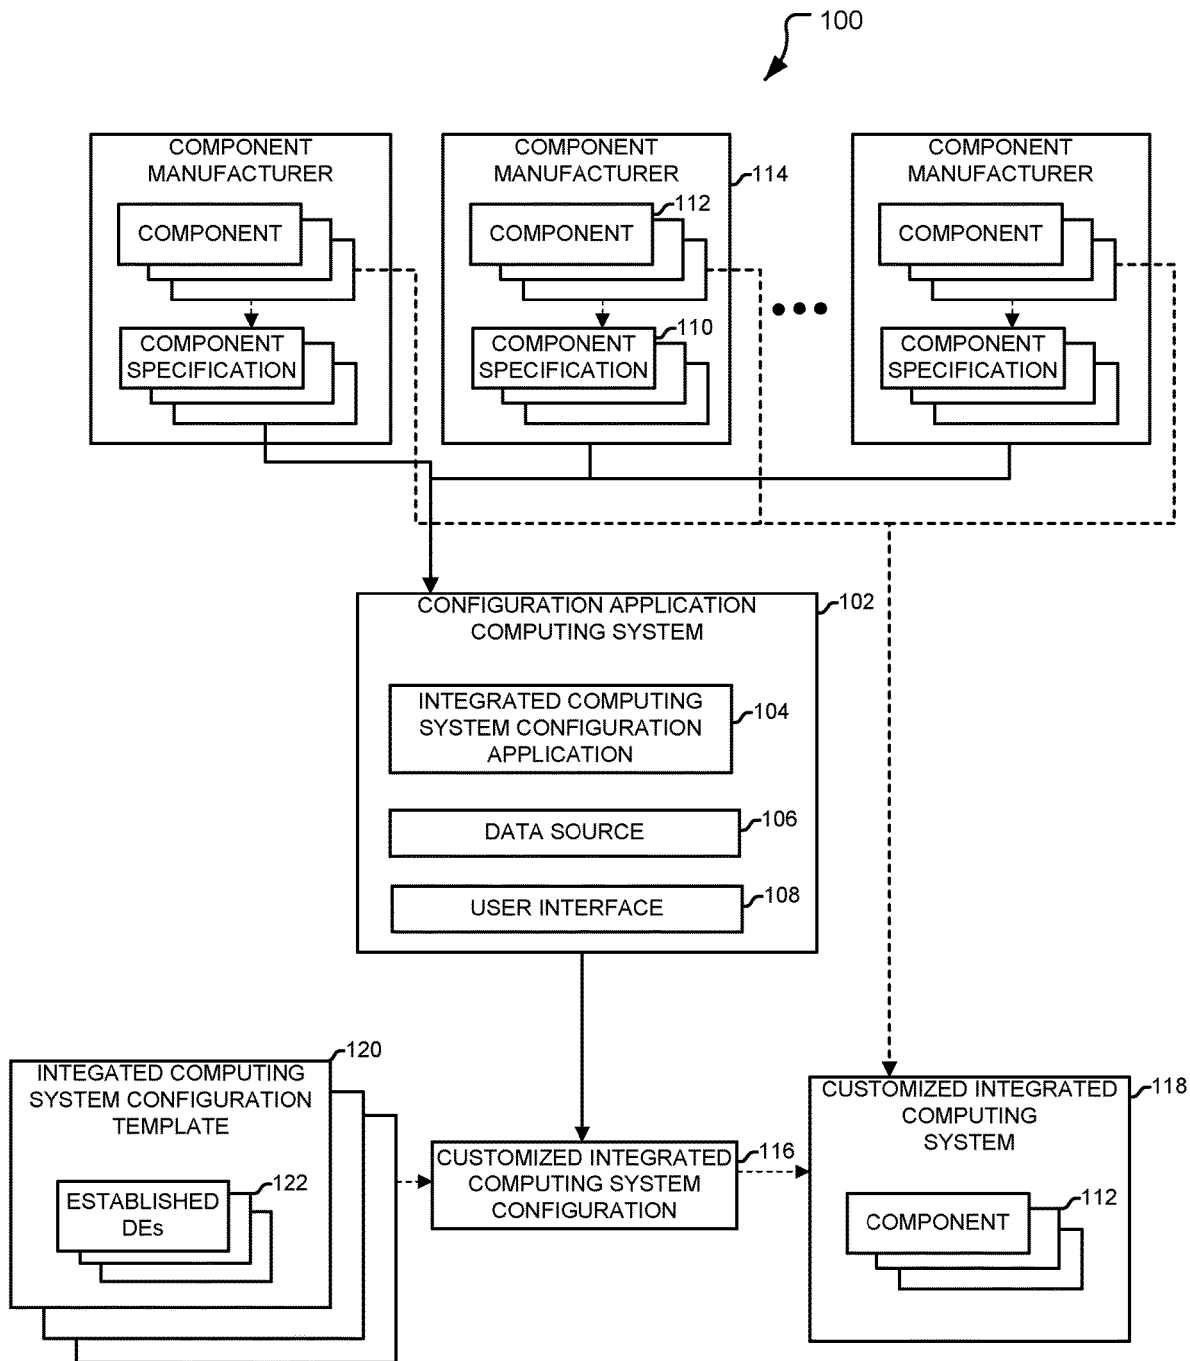 100
COMPONENT
MANUFACTURER
COMPONENT
COMPONENT
SPECIFICATION
COMPONENT
MANUFACTURER
114
112
COMPONENT
110
COMPONENT
SPECIFICATION
COMPONENT
MANUFACTURER
COMPONENT
COMPONENT
SPECIFICATION
CONFIGURATION APPLICATION
COMPUTING SYSTEM
102
INTEGRATED COMPUTING
SYSTEM CONFIGURATION
APPLICATION
104
DATA SOURCE
106
USER INTERFACE
108
120
INTEGATED COMPUTING
SYSTEM CONFIGURATION
TEMPLATE
122
ESTABLISHED
DEs
CUSTOMIZED INTEGRATED
COMPUTING SYSTEM
CONFIGURATION
116
CUSTOMIZED INTEGRATED
COMPUTING
SYSTEM
118
112
COMPONENT